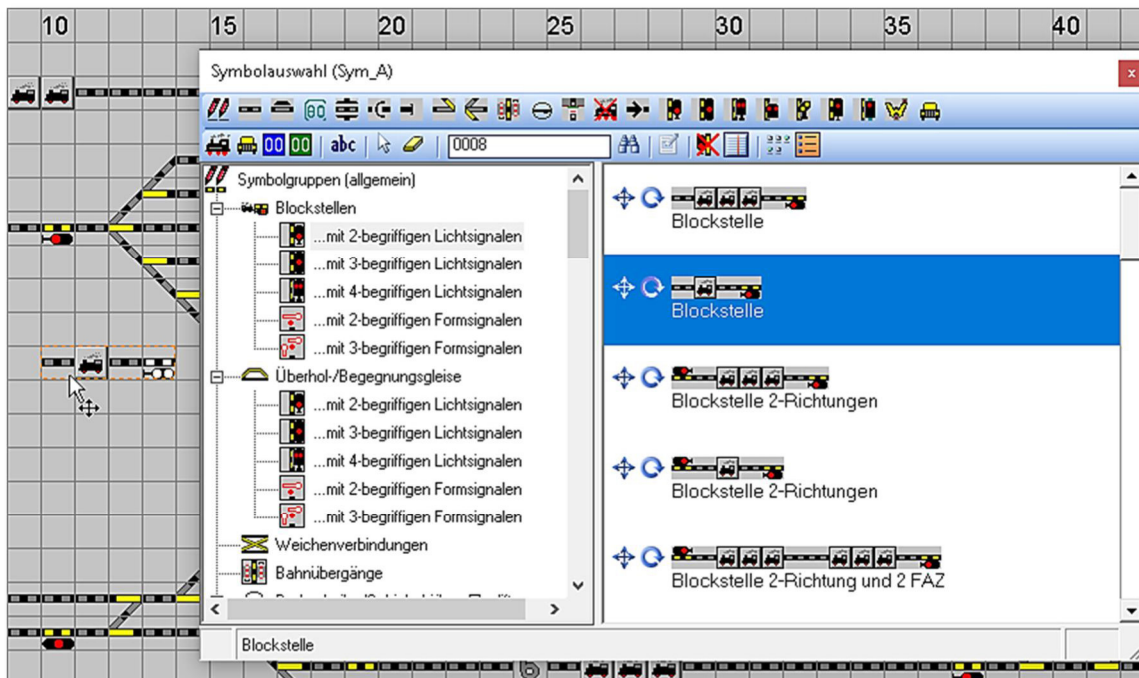 10 15 20 25 30 35 40
Symbolauswahl (Sym_A)
x
00 00 abc 0008
Symbolgruppen (allgemein)
Blockstellen
...mit 2-begriffigen Lichtsignalen
...mit 3-begriffigen Lichtsignalen
...mit 4-begriffigen Lichtsignalen
...mit 2-begriffigen Formsignalen
...mit 3-begriffigen Formsignalen
Überhol-/Begegnungsgleise
...mit 2-begriffigen Lichtsignalen
...mit 3-begriffigen Lichtsignalen
...mit 4-begriffigen Lichtsignalen
...mit 2-begriffigen Formsignalen
...mit 3-begriffigen Formsignalen
Weichenverbindungen
Bahnübergänge
Blockstelle
Blockstelle
Blockstelle 2-Richtungen
Blockstelle 2-Richtungen
Blockstelle 2-Richtung und 2 FAZ
Blockstelle